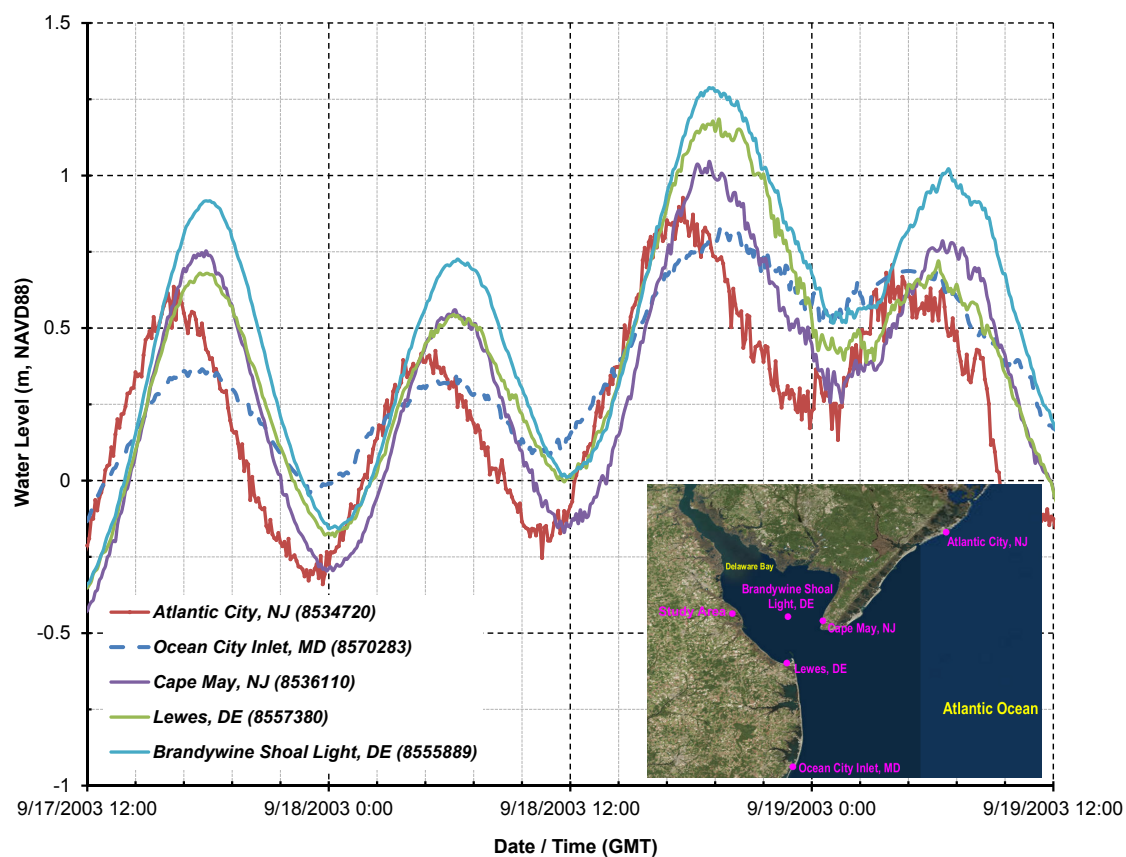 1.5
1
0.5
0
-0.5
-1
Water Level (m, NAVD88)
Atlantic City, NJ (8534720)
Ocean City Inlet, MD (8570283)
Cape May, NJ (8536110)
Lewes, DE (8557380)
Brandywine Shoal Light, DE (8555889)
Atlantic City, NJ
Delaware Bay
Brandywine Shoal
Light, DE
Study Area
Cape May, NJ
Lewes, DE
Atlantic Ocean
Ocean City Inlet, MD
9/17/2003 12:00
9/18/2003 0:00
9/18/2003 12:00
9/19/2003 0:00
9/19/2003 12:00
Date / Time (GMT)